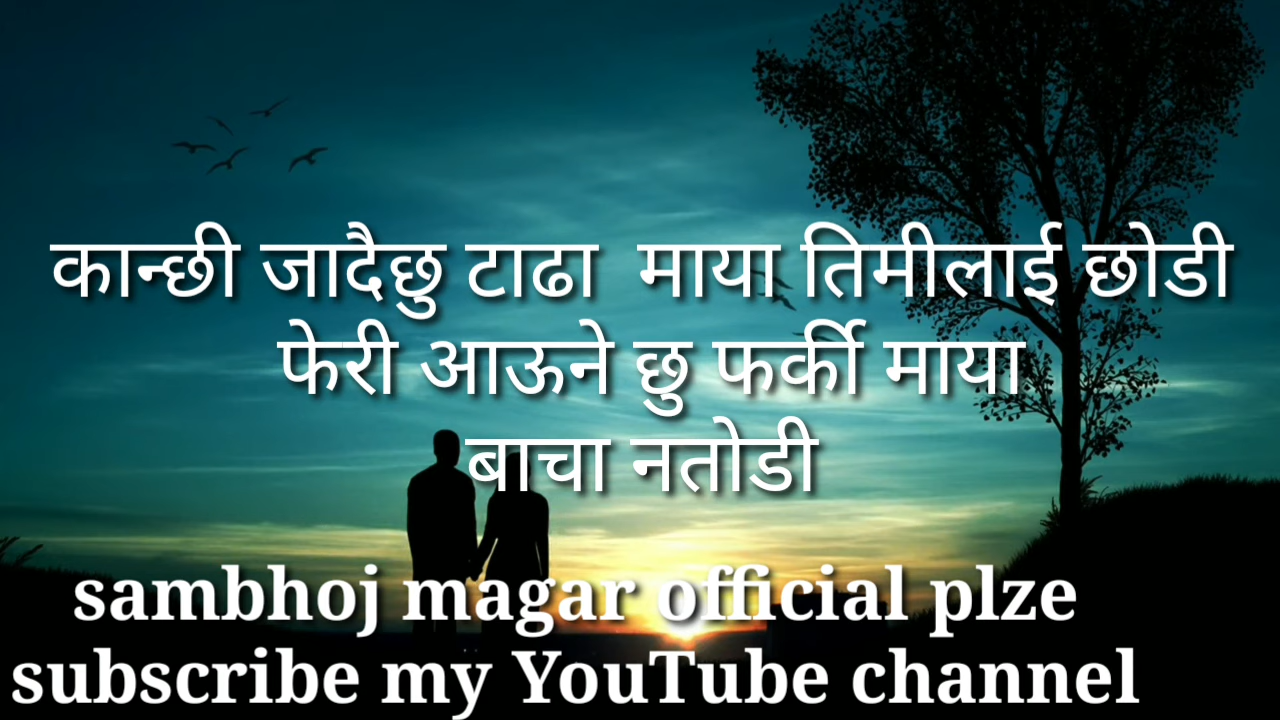 कान्छी जादैछु टाढा माया तिमीलाई छोडी
फेरी आऊने छु फर्की माया
बाचा नतोडी
sambhoj magar official plze
subscribe my YouTube channel